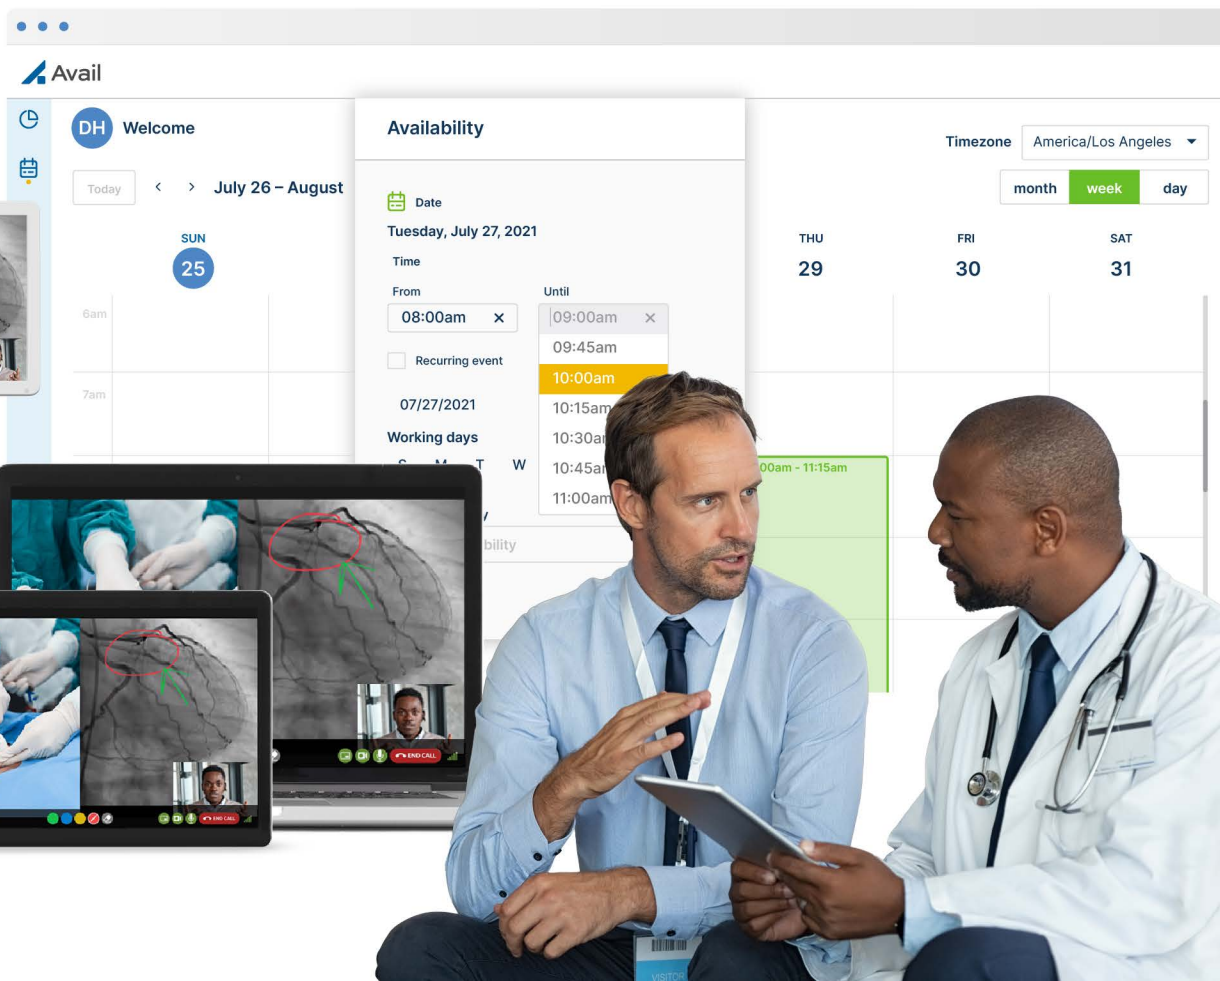 Avail
DH Welcome
Availability
Timezone America/Los Angeles
Today < > July 26 – August
month week day
Date
Tuesday, July 27, 2021
SUN
25
THU
29
FRI
30
SAT
31
Time
From Until
08:00am × 09:00am ×
6am
09:45am
Recurring event
10:00am
7am
07/27/2021
10:15am
Working days
10:45
S M T W
00am - 11:15am
11:00am
bility
END CALL
END CALL
VISITOR